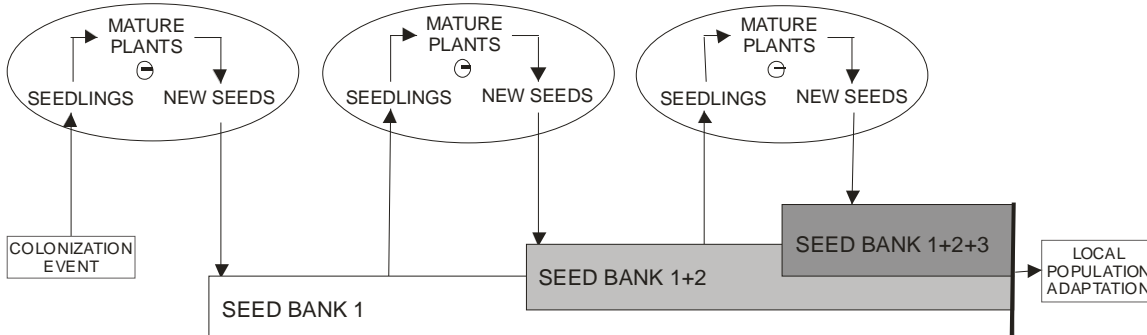 MATURE
PLANTS
SEEDLINGS
NEW SEEDS
MATURE
PLANTS
SEEDLINGS
NEW SEEDS
MATURE
PLANTS
SEEDLINGS
NEW SEEDS
COLONIZATION
EVENT
SEED BANK 1
SEED BANK 1+2
SEED BANK 1+2+3
LOCAL
POPULATION
ADAPTATION